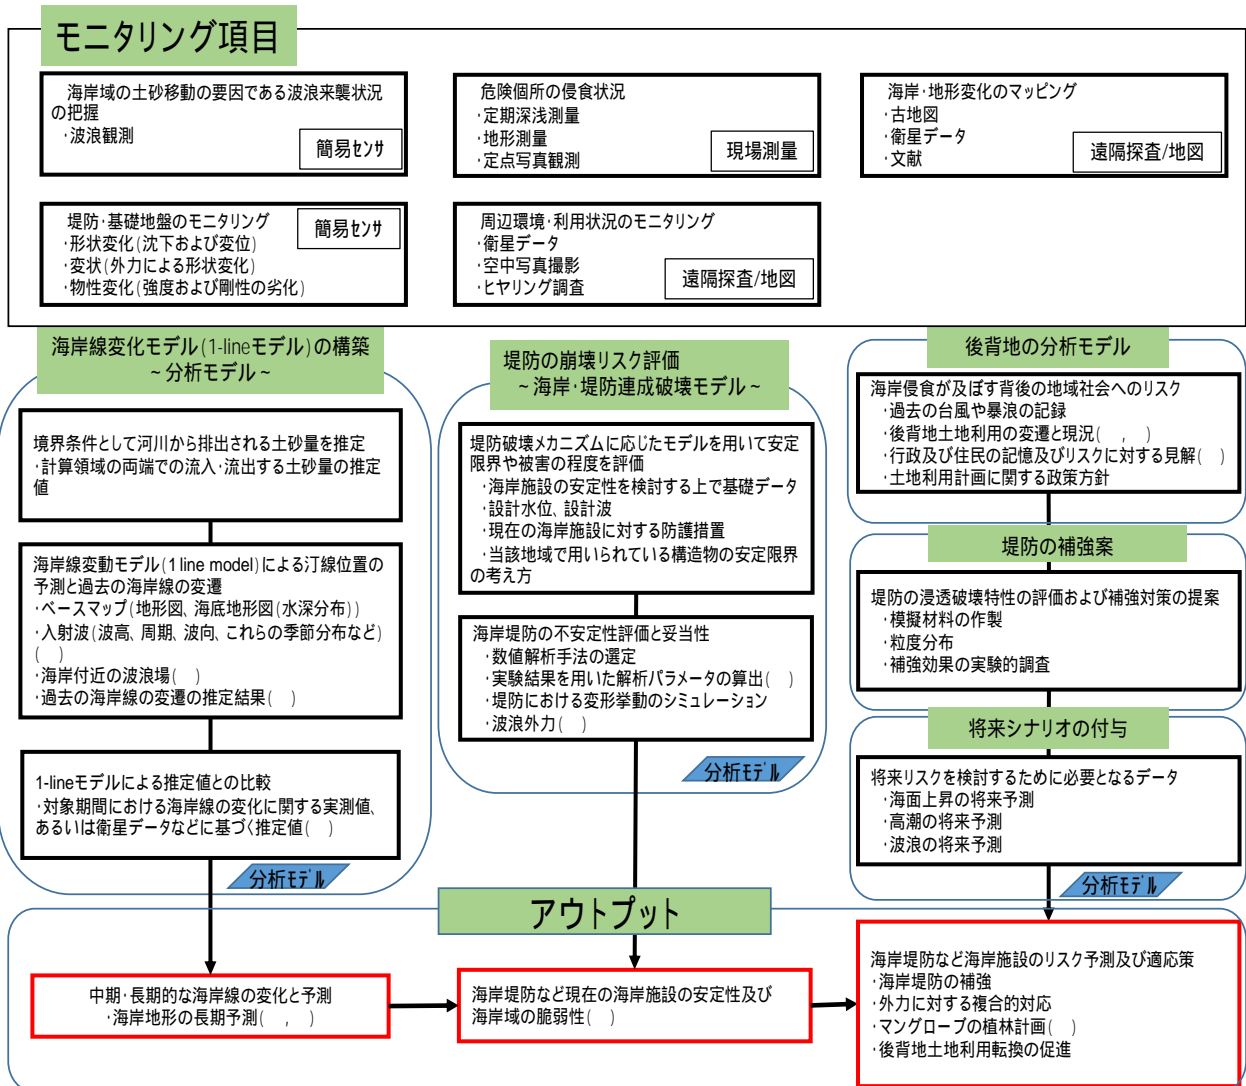 モニタリング項目
海岸域の土砂移動の要因である波浪来襲状況
の把握
・波浪観測
簡易センサ
危険個所の侵食状況
・定期深浅測量
・地形測量
・定点写真観測
現場測量
海岸・地形変化のマッピング
・古地図
・衛星データ
・文献
遠隔探査/地図
堤防・基礎地盤のモニタリング
・形状変化(沈下および変位)
・変状(外力による形状変化)
・物性変化(強度および剛性の劣化)
簡易センサ
周辺環境・利用状況のモニタリング
・衛星データ
・空中写真撮影
・ヒヤリング調査
遠隔探査/地図
海岸線変化モデル(1-lineモデル)の構築
~分析モデル~
境界条件として河川から排出される土砂量を推定
・計算領域の両端での流入・流出する土砂量の推定
値
海岸線変動モデル(1 line model)による汀線位置の
予測と過去の海岸線の変遷
・ベースマップ(地形図、海底地形図(水深分布))
・入射波(波高、周期、波向、これらの季節分布など)
( )
・海岸付近の波浪場( )
・過去の海岸線の変遷の推定結果( )
1-lineモデルによる推定値との比較
・対象期間における海岸線の変化に関する実測値、
あるいは衛星データなどに基づく推定値( )
分析モデル
堤防の崩壊リスク評価
~海岸・堤防連成破壊モデル~
堤防破壊メカニズムに応じたモデルを用いて安定
限界や被害の程度を評価
・海岸施設の安定性を検討する上で基礎データ
・設計水位、設計波
・現在の海岸施設に対する防護措置
・当該地域で用いられている構造物の安定限界
の考え方
海岸堤防の不安定性評価と妥当性
・数値解析手法の選定
・実験結果を用いた解析パラメータの算出( )
・堤防における変形挙動のシミュレーション
・波浪外力( )
分析モデル
後背地の分析モデル
海岸侵食が及ぼす背後の地域社会へのリスク
・過去の台風や暴浪の記録
・後背地土地利用の変遷と現況( , )
・行政及び住民の記憶及びリスクに対する見解( )
・土地利用計画に関する政策方針
堤防の補強案
堤防の浸透破壊特性の評価および補強対策の提案
・模擬材料の作製
・粒度分布
・補強効果の実験的調査
将来シナリオの付与
将来リスクを検討するために必要となるデータ
・海面上昇の将来予測
・高潮の将来予測
・波浪の将来予測
分析モデル
アウトプット
中期・長期的な海岸線の変化と予測
・海岸地形の長期予測( , )
海岸堤防など現在の海岸施設の安定性及び
海岸域の脆弱性( )
海岸堤防など海岸施設のリスク予測及び適応策
・海岸堤防の補強
・外力に対する複合的対応
・マングローブの植林計画( )
・後背地土地利用転換の促進